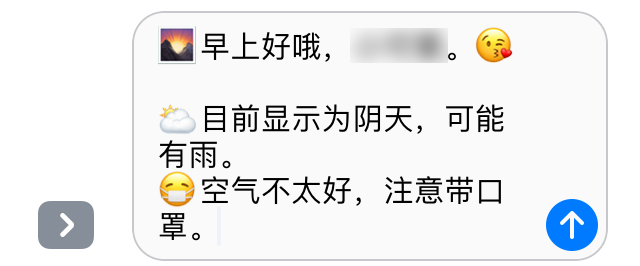 🌄早上好哦，。😘
🌥目前显示为阴天，可能
有雨。
😷空气不太好，注意带口
罩。